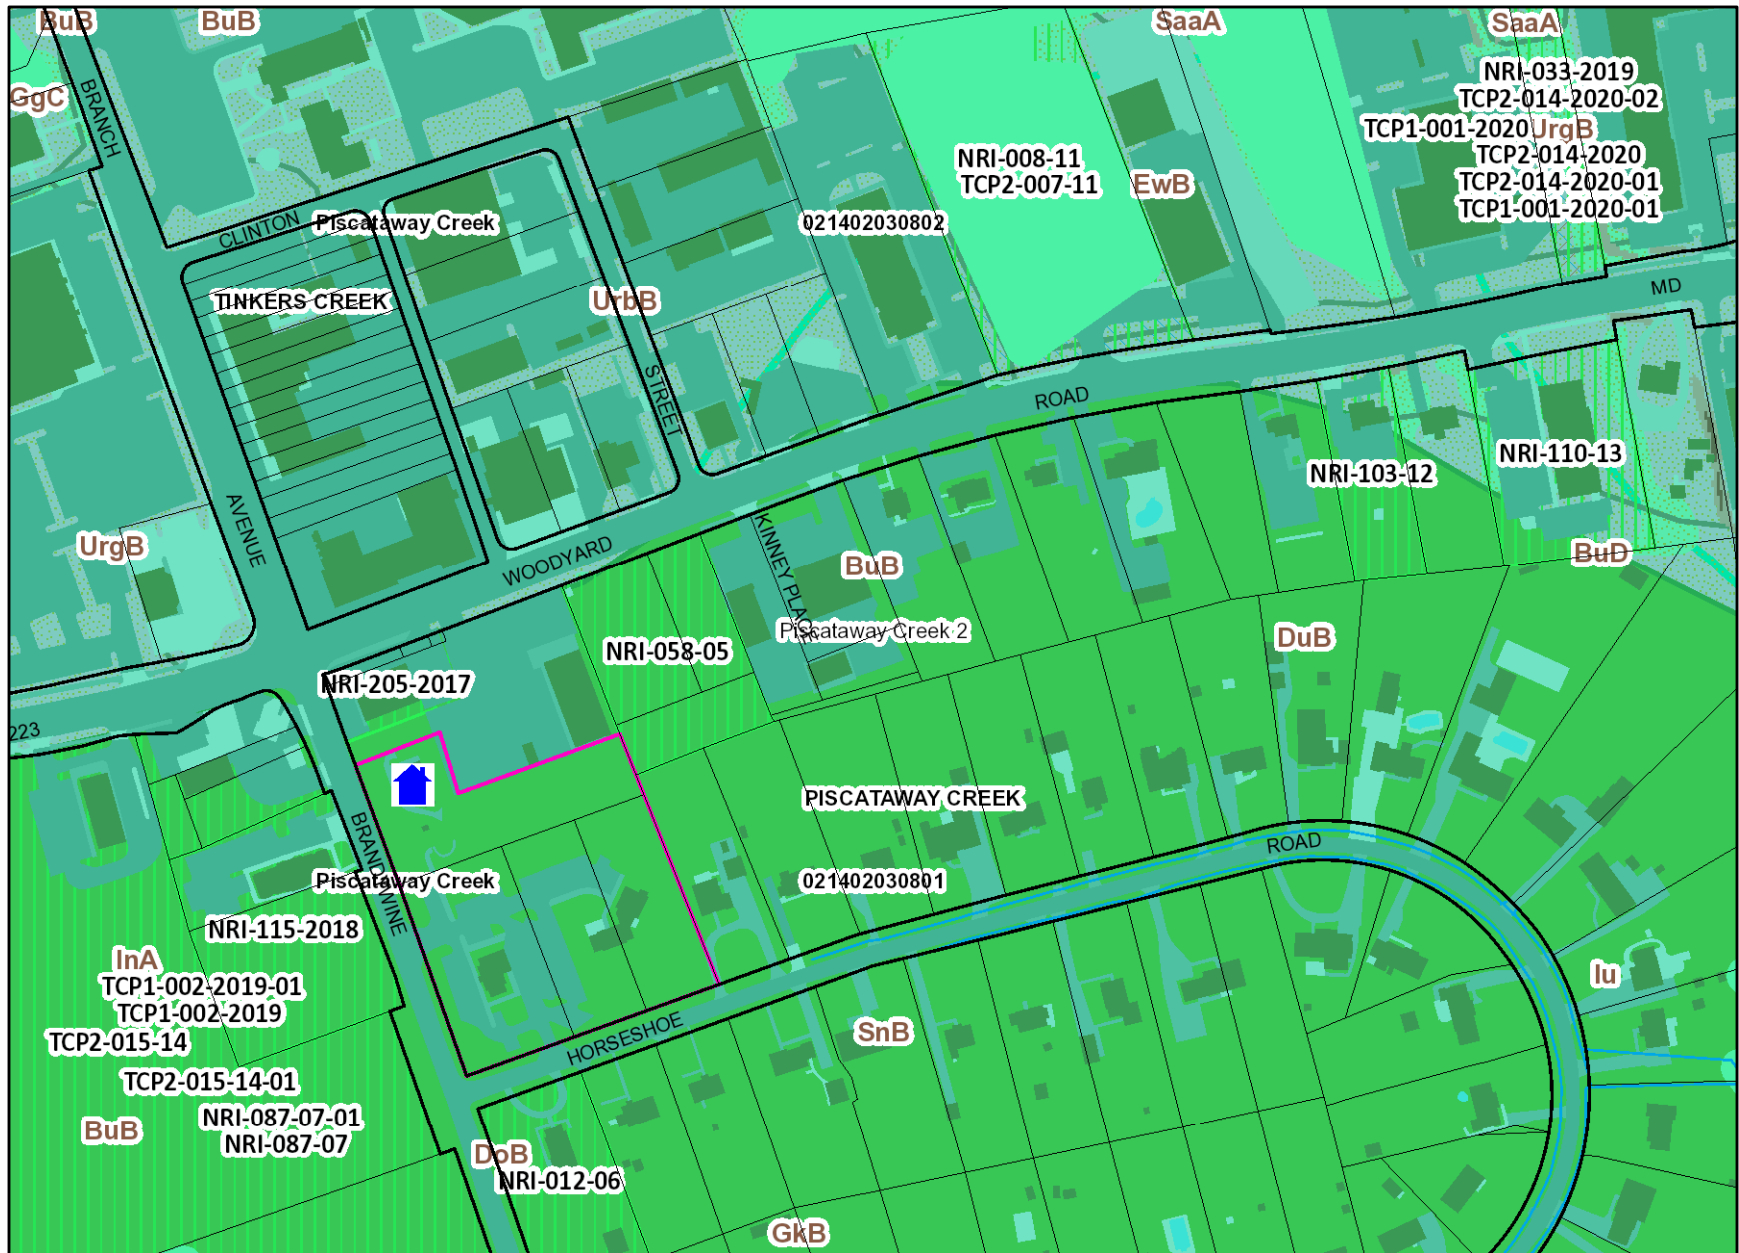 BuB
BuB
SaaA
SaaA
GgC
BRANCH
NRI-033-2019
TCP2-014-2020-02
TCP1-001-2020
UrgB
TCP2-014-2020
TCP2-014-2020-01
TCP1-001-2020-01
NRI-008-11
TCP2-007-11
EwB
CLINTON
Piscataway Creek
021402030802
TINKERS CREEK
UrbB
MD
STREET
ROAD
NRI-103-12
NRI-110-13
AVENUE
UrgB
WOODYARD
KINNEY PLACE
BuB
BuD
Piscataway Creek 2
DuB
NRI-058-05
NRI-205-2017
223
PISCATAWAY CREEK
BRANDYWINE
ROAD
Piscataway Creek
021402030801
NRI-115-2018
InA
TCP1-002-2019-01
TCP1-002-2019
TCP2-015-14
Iu
HORSESHOE
SnB
TCP2-015-14-01
NRI-087-07-01
NRI-087-07
BuB
DoB
NRI-012-06
GkB